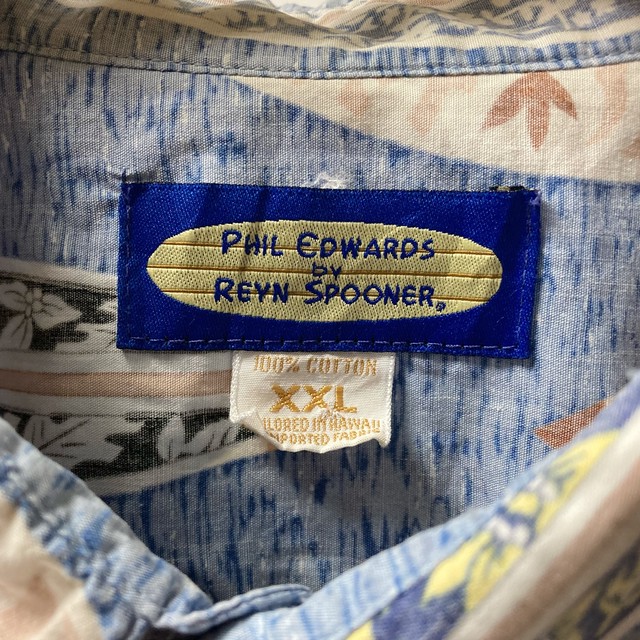 PHIL EDWARDS
BY
REYN SPOONER®
100% COTTON
XXL
TAILORED IN HAWAII
IMPORTED FABRIC